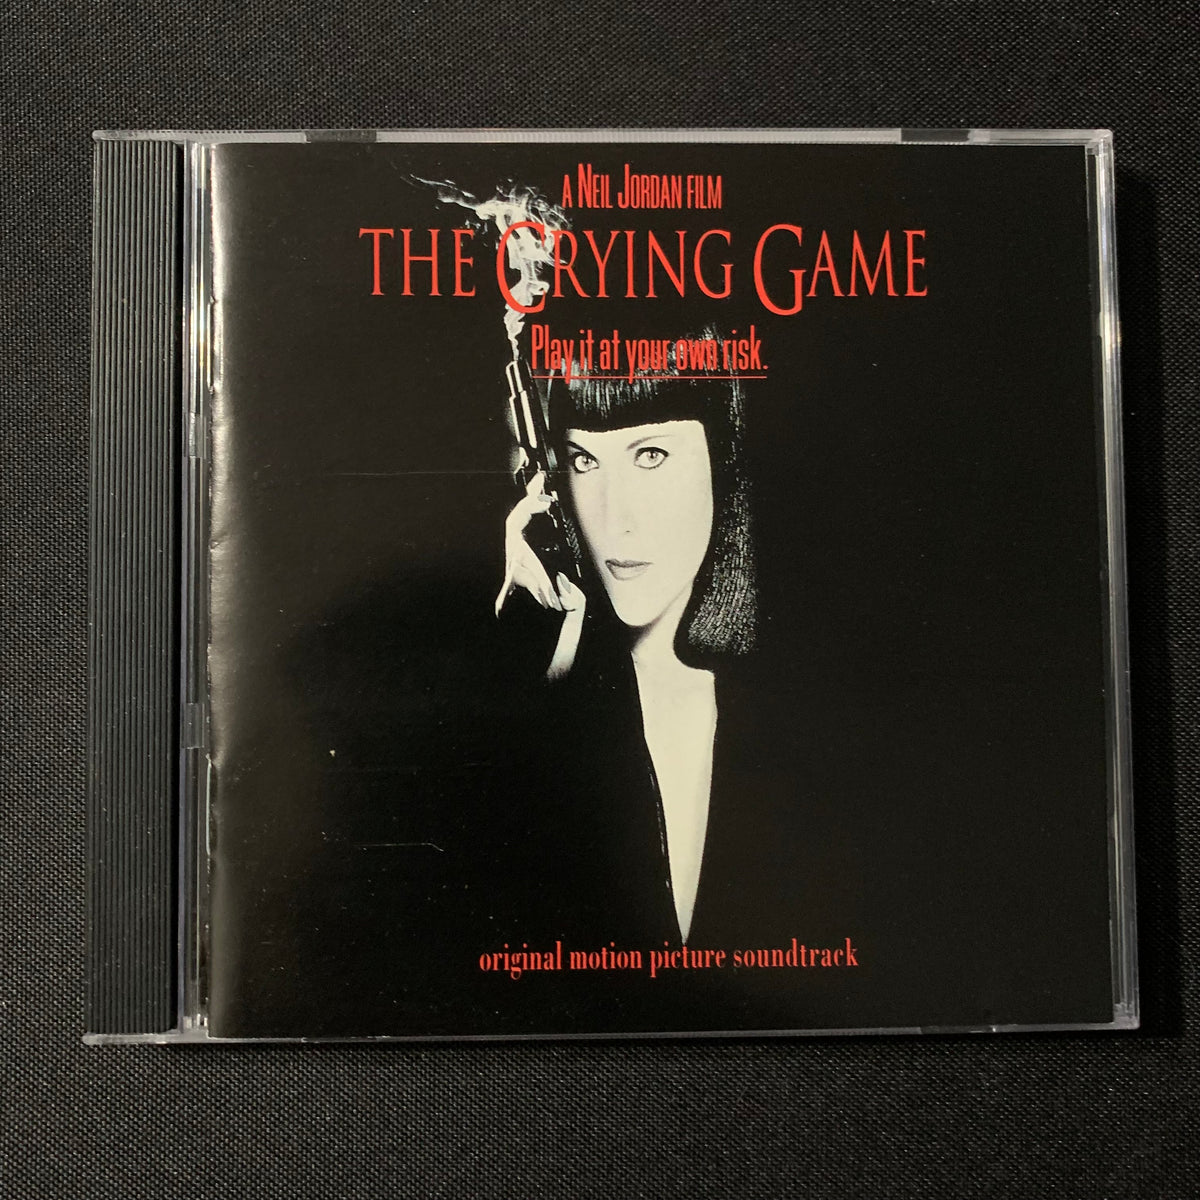 A NEIL JORDAN FILM
THE CRYING GAME
Play it at your own risk.
original motion picture soundtrack